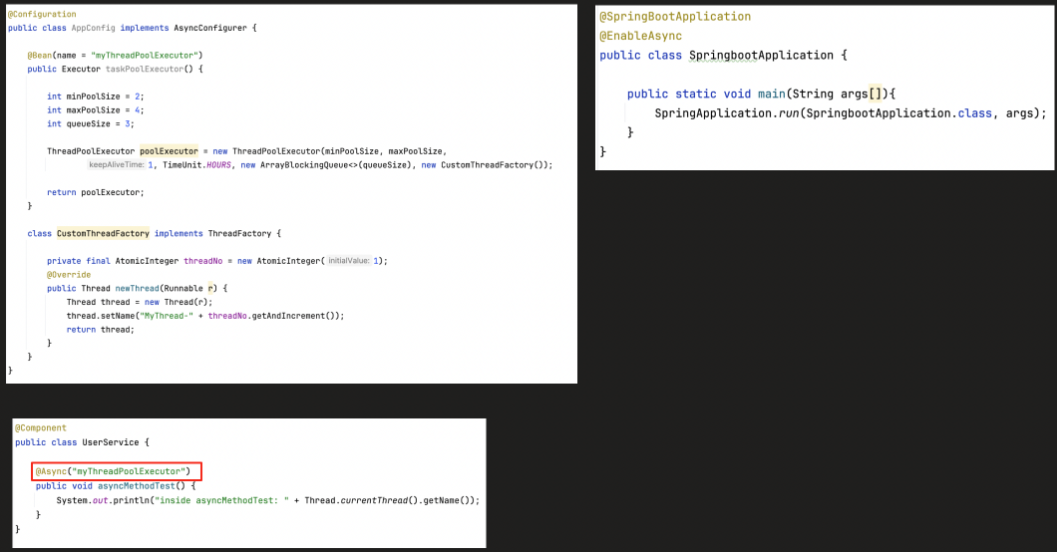 @Configuration
public class AppConfig implements AsyncConfigurer {
@Bean(name = "myThreadPoolExecutor")
public Executor taskPoolExecutor() {
int minPoolSize = 2;
int maxPoolSize = 4;
int queueSize = 3;
ThreadPoolExecutor poolExecutor = new ThreadPoolExecutor(minPoolSize, maxPoolSize,
keepAliveTime: 1, TimeUnit.HOURS, new ArrayBlockingQueue<>(queueSize), new CustomThreadFactory());
return poolExecutor;
}
class CustomThreadFactory implements ThreadFactory {
private final AtomicInteger threadNo = new AtomicInteger( initialValue: 1);
@Override
public Thread newThread(Runnable r) {
Thread thread = new Thread(r);
thread.setName("MyThread-" + threadNo.getAndIncrement());
return thread;
}
}
}
@SpringBootApplication
@EnableAsync
public class SpringbootApplication {
public static void main(String args[]){
SpringApplication.run(SpringbootApplication.class, args);
}
}
@Component
public class UserService {
@Async("myThreadPoolExecutor")
public void asyncMethodTest() {
System.out.println("inside asyncMethodTest: " + Thread.currentThread().getName());
}
}